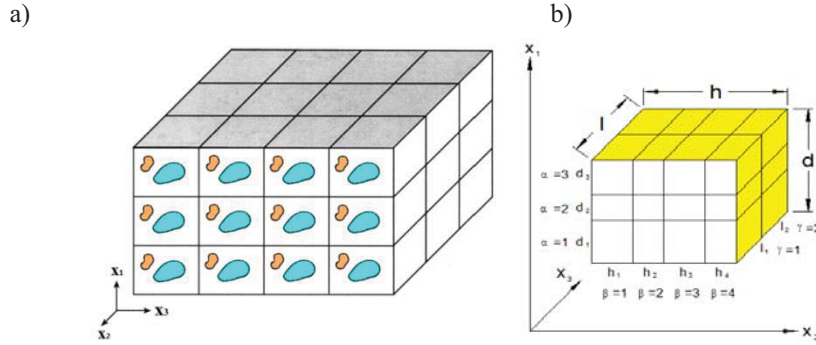 a)
b)
x₁
x₃
x₂
X₁
h
l
d
α=3 d₃
α=2 d₂
α=1 d₁
l₂ γ=2
l₁ γ=1
h₁ h₂ h₃ h₄
β=1 β=2 β=3 β=4
X₃